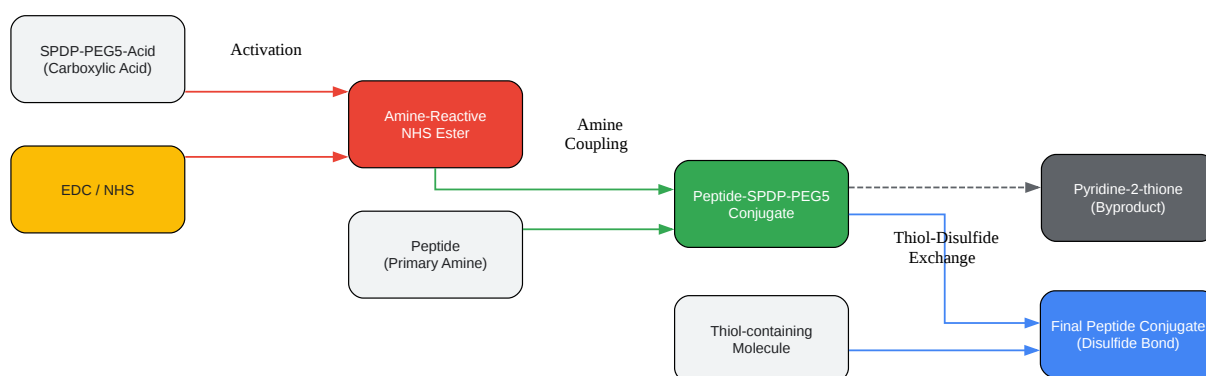 SPDP-PEG5-Acid
(Carboxylic Acid)
Activation
EDC / NHS
Amine-Reactive
NHS Ester
Amine
Coupling
Peptide
(Primary Amine)
Peptide-SPDP-PEG5
Conjugate
Thiol-Disulfide
Exchange
Pyridine-2-thione
(Byproduct)
Thiol-containing
Molecule
Final Peptide Conjugate
(Disulfide Bond)